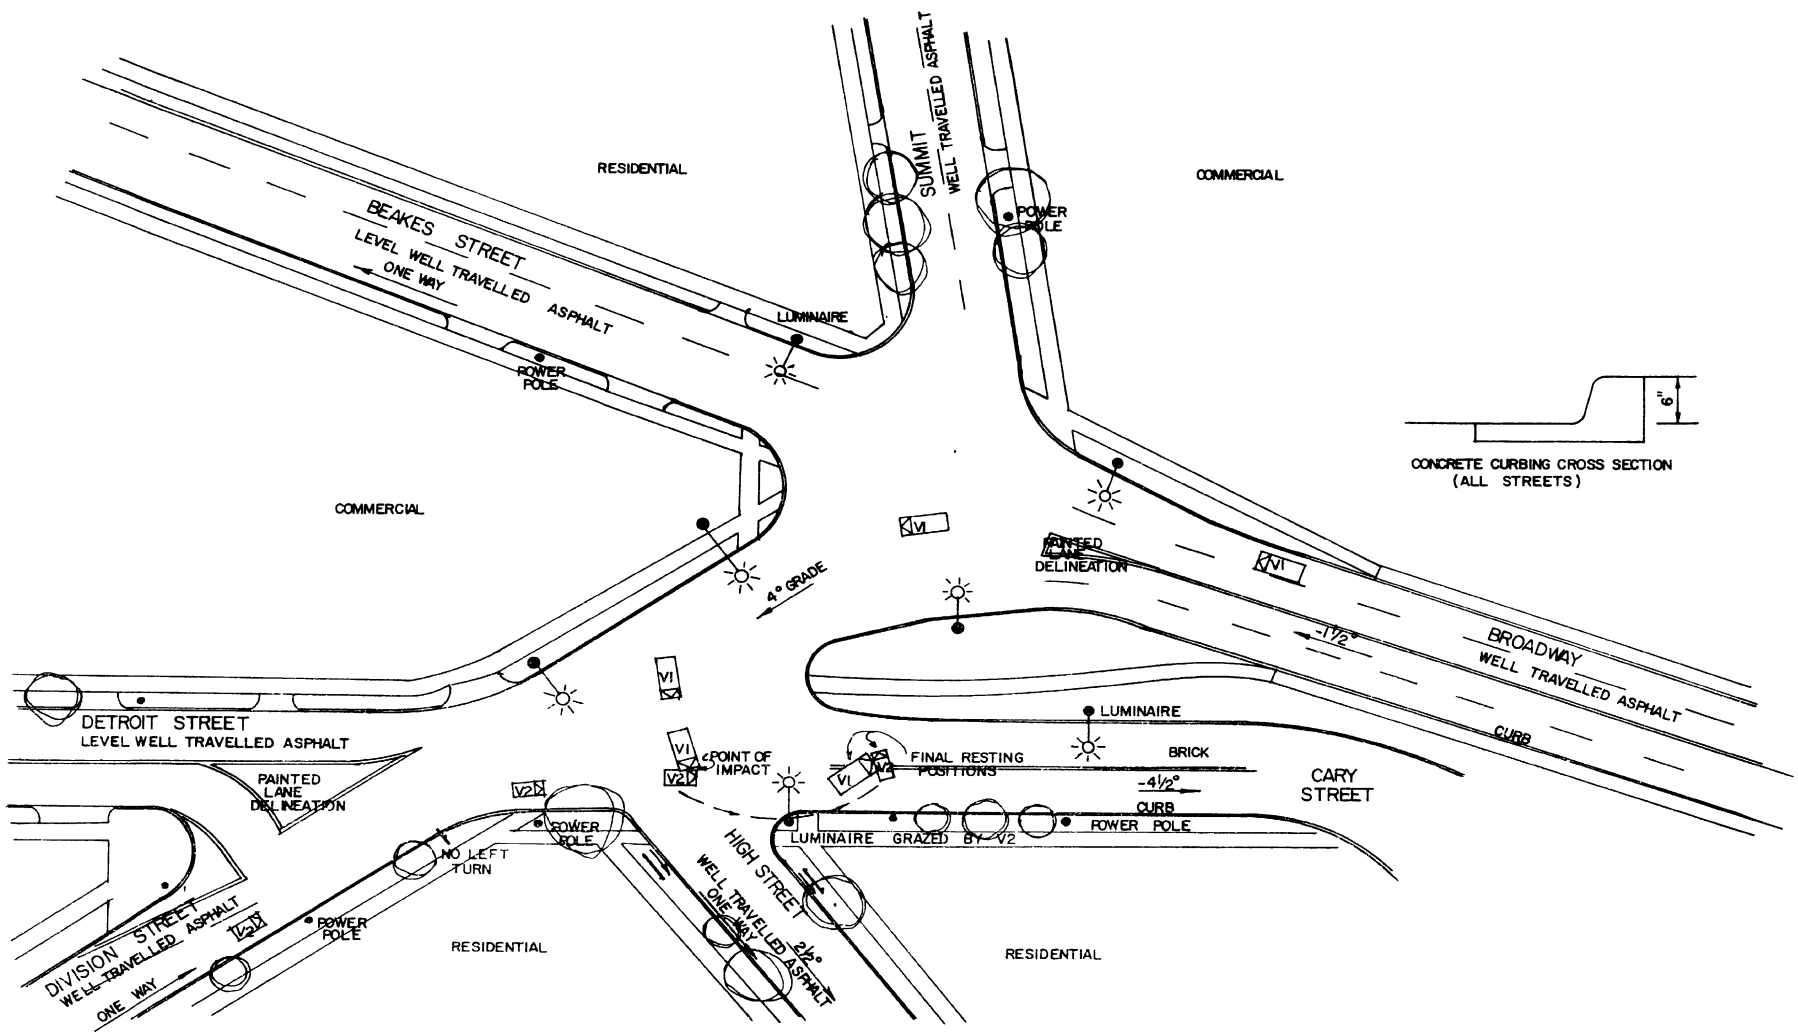 SUMMIT
WELL TRAVELLED ASPHALT
RESIDENTIAL
COMMERCIAL
POWER
POLE
BEAKES STREET
LEVEL WELL TRAVELLED ASPHALT
ONE WAY
LUMINAIRE
POWER
POLE
6"
CONCRETE CURBING CROSS SECTION
(ALL STREETS)
COMMERCIAL
V1
PAINTED
LANE
DELINEATION
V1
4° GRADE
-1½°
BROADWAY
WELL TRAVELLED ASPHALT
CURB
V1
DETROIT STREET
LEVEL WELL TRAVELLED ASPHALT
LUMINAIRE
V1
V2
POINT OF
IMPACT
V1
V2
FINAL RESTING
POSITIONS
BRICK
-4½°
CARY
STREET
PAINTED
LANE
DELINEATION
V2
CURB
POWER POLE
POWER
POLE
LUMINAIRE GRAZED BY V2
NO LEFT
TURN
HIGH STREET
WELL TRAVELLED ASPHALT
ONE WAY
2½°
DIVISION STREET
WELL TRAVELLED ASPHALT
ONE WAY
V2
POWER
POLE
RESIDENTIAL
RESIDENTIAL